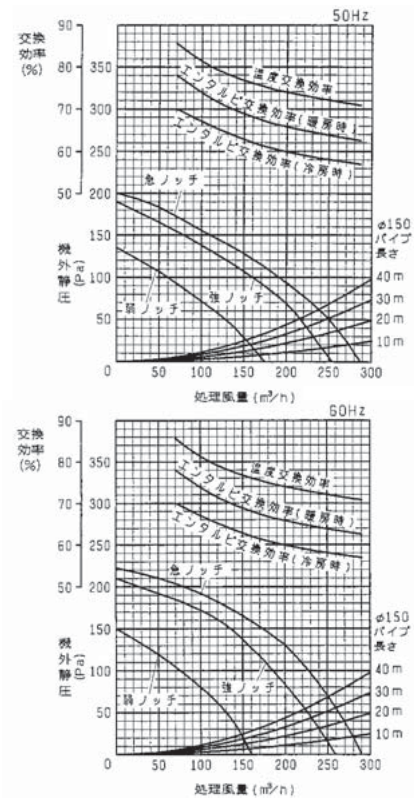 50Hz
交換
効率
(%)
90
80
70
60
50
350
300
250
200
150
100
50
0
機外静圧
(Pa)
温度交換効率
エンタルピ交換効率(暖房時)
エンタルピ交換効率(冷房時)
急ノッチ
強ノッチ
弱ノッチ
φ150
パイプ
長さ
40m
30m
20m
10m
0 50 100 150 200 250 300
処理風量(m³/h)
60Hz
交換
効率
(%)
90
80
70
60
50
350
300
250
200
150
100
50
0
機外静圧
(Pa)
温度交換効率
エンタルピ交換効率(暖房時)
エンタルピ交換効率(冷房時)
急ノッチ
強ノッチ
弱ノッチ
φ150
パイプ
長さ
40m
30m
20m
10m
0 50 100 150 200 250 300
処理風量(m³/h)